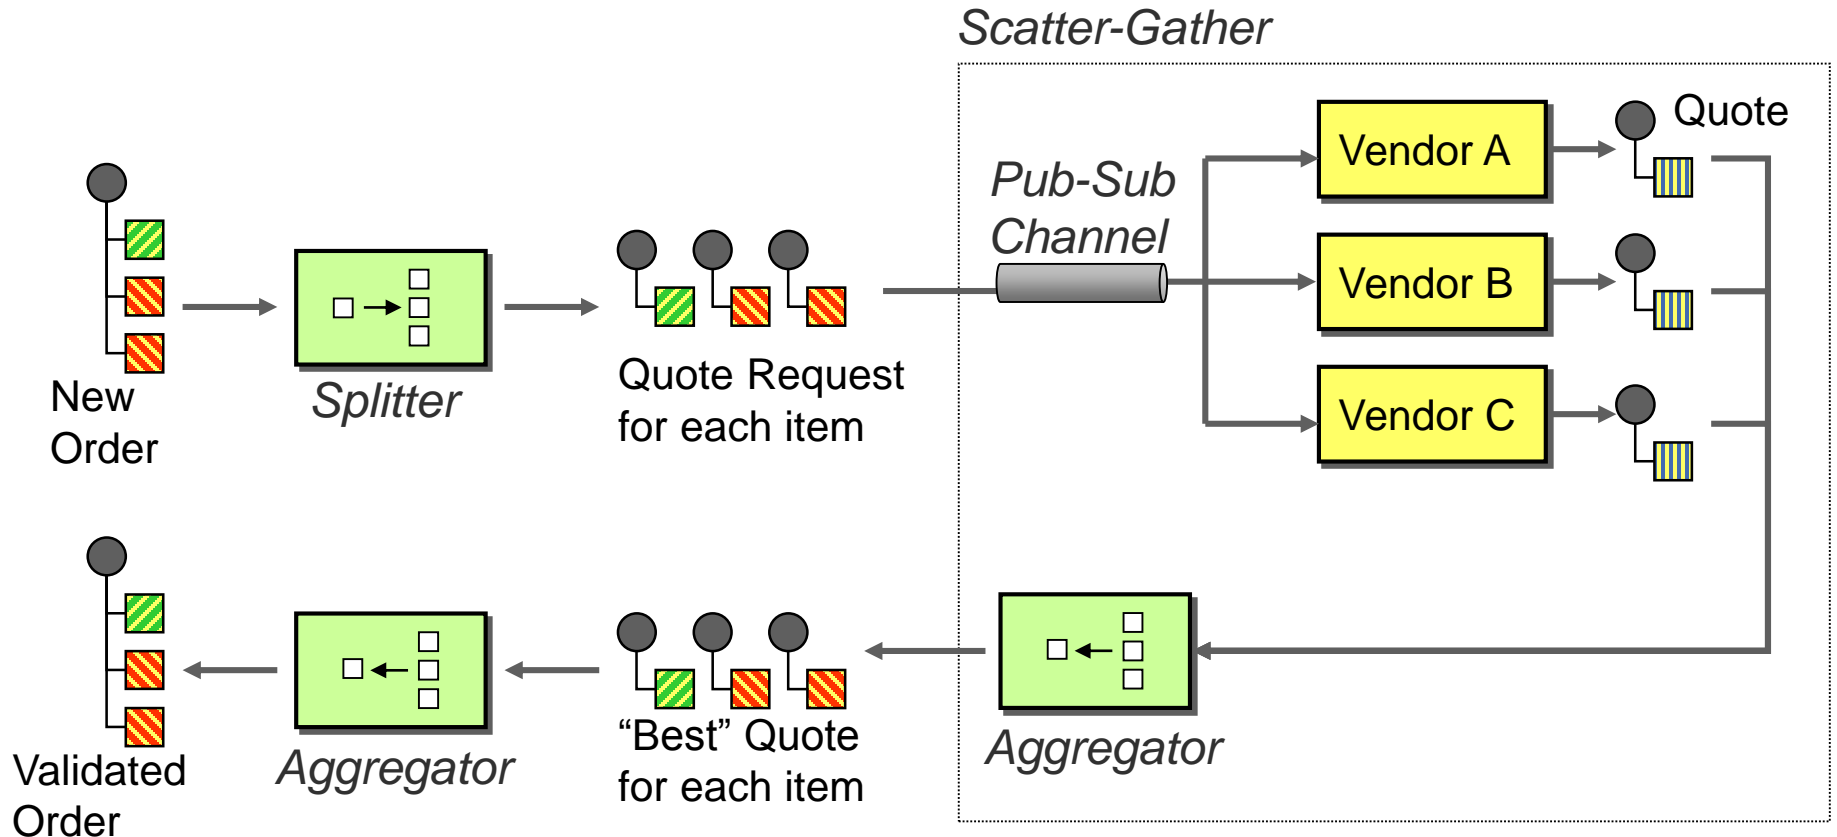 Scatter-Gather
Quote
Vendor A
Pub-Sub
Channel
Vendor B
Vendor C
New
Order
Splitter
Quote Request
for each item
Validated
Order
Aggregator
“Best” Quote
for each item
Aggregator